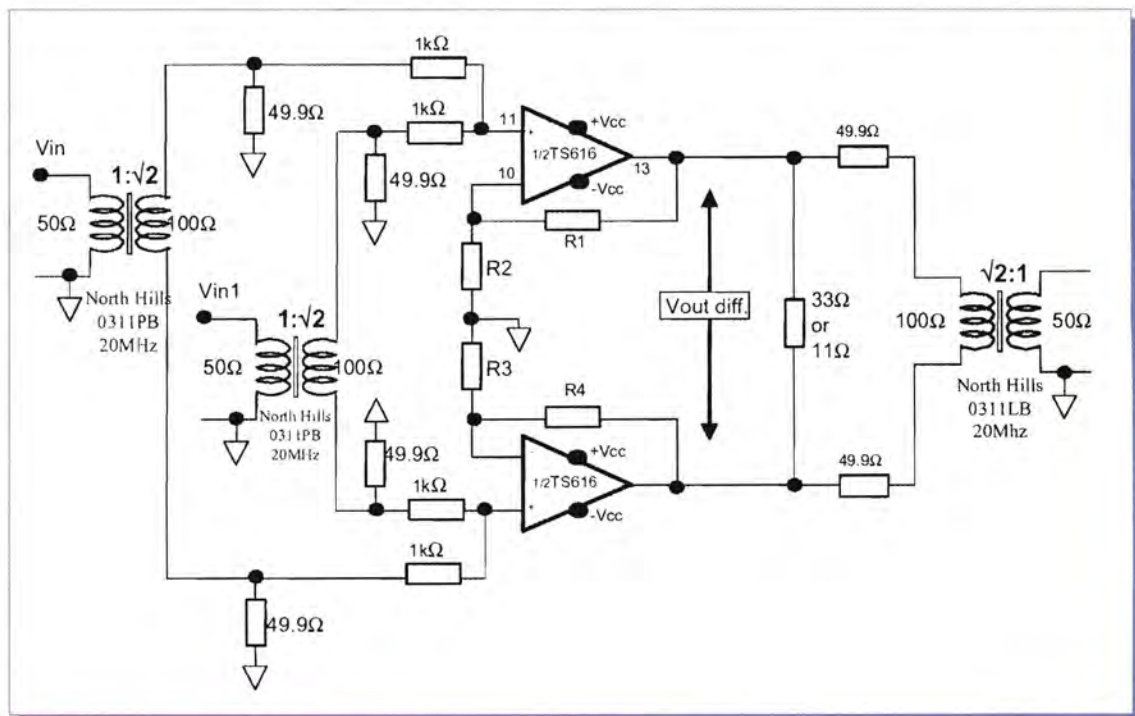 1kΩ
49.9Ω
1kΩ
Vin
11
+Vcc
1/2TS616
49.9Ω
13
10
-Vcc
49.9Ω
1:√2
50Ω
100Ω
R1
R2
North Hills
0311PB
20MHz
Vin1
1:√2
50Ω
100Ω
North Hills
0311PB
20MHz
Vout diff.
33Ω
or
11Ω
√2:1
100Ω
50Ω
North Hills
0311LB
20Mhz
R3
R4
49.9Ω
+Vcc
1/2TS616
-Vcc
49.9Ω
1kΩ
1kΩ
49.9Ω